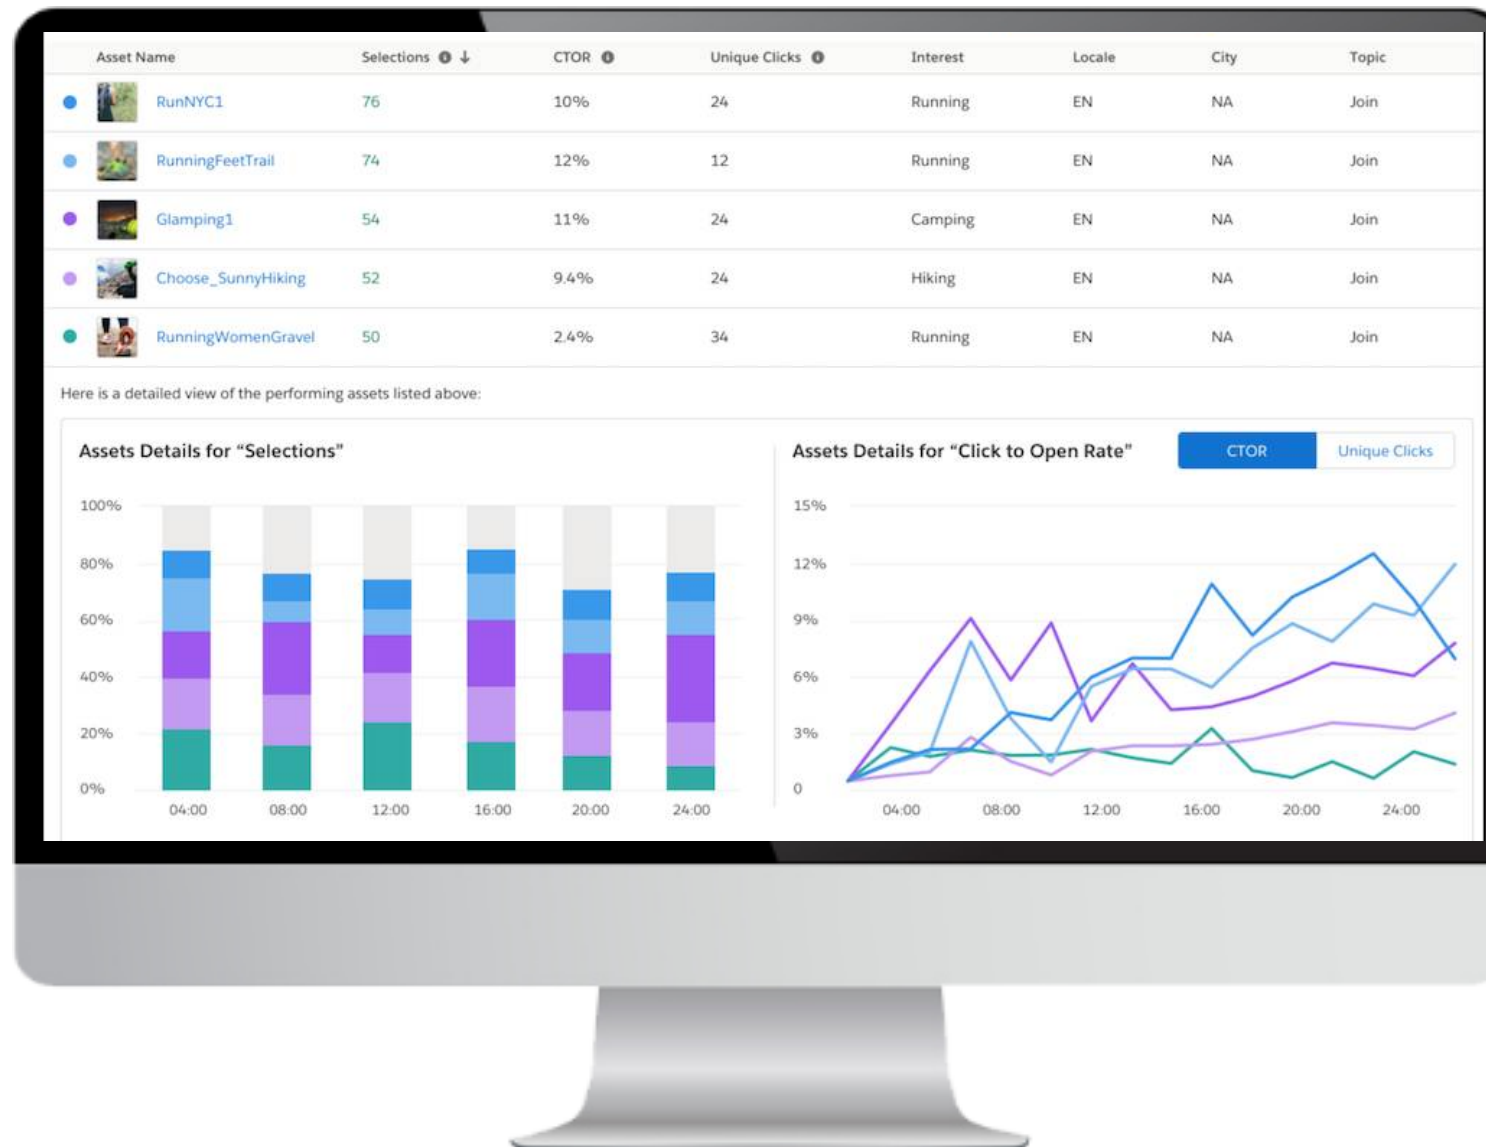 Asset Name Selections CTOR Unique Clicks Interest Locale City Topic
RunNYC1 76 10% 24 Running EN NA Join
RunningFeetTrail 74 12% 12 Running EN NA Join
Glamping1 54 11% 24 Camping EN NA Join
Choose_SunnyHiking 52 9.4% 24 Hiking EN NA Join
RunningWomenGravel 50 2.4% 34 Running EN NA Join
Here is a detailed view of the performing assets listed above:
Assets Details for “Selections”
100%
80%
60%
40%
20%
0%
04:00 08:00 12:00 16:00 20:00 24:00
Assets Details for “Click to Open Rate” CTOR Unique Clicks
15%
12%
9%
6%
3%
0
04:00 08:00 12:00 16:00 20:00 24:00